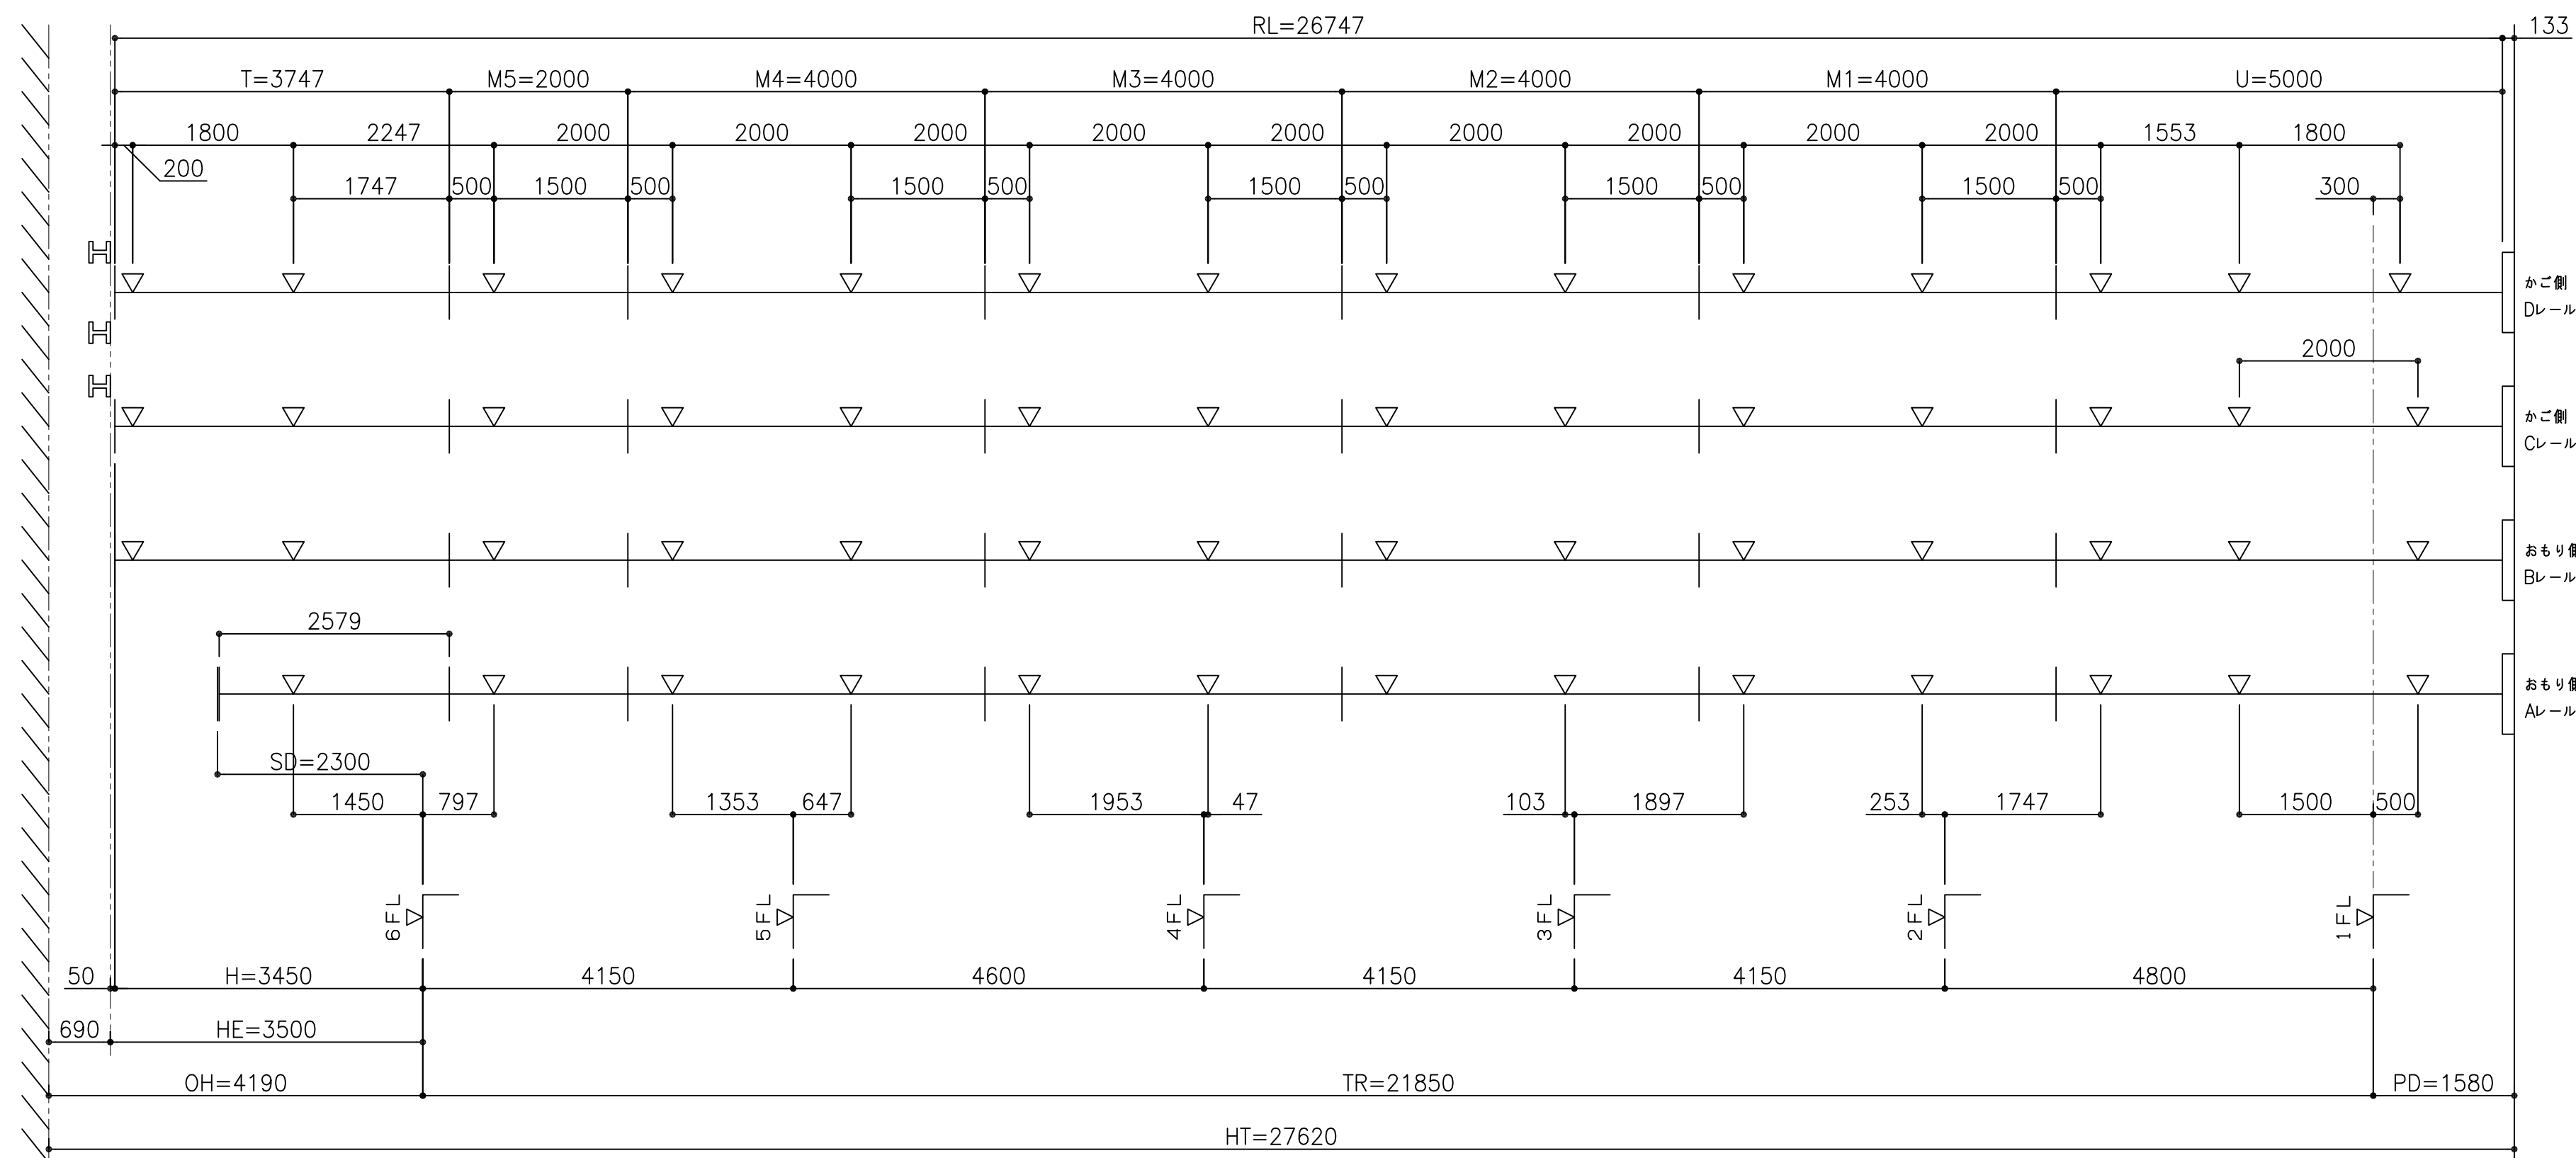 RL=26747 133
T=3747 M5=2000 M4=4000 M3=4000 M2=4000 M1=4000 U=5000
1800 2247 2000 2000 2000 2000 2000 2000 2000 2000 2000 1553 1800
200
1747 500 1500 500 1500 500 1500 500 1500 500 1500 500 300
H
かご側
Dレール
H
2000
H
かご側
Cレール
おもり側
Bレール
2579
おもり側
Aレール
SD=2300
1450 797 1353 647 1953 47 103 1897 253 1747 1500 500
6FL 5FL 4FL 3FL 2FL 1FL
50 H=3450 4150 4600 4150 4150 4800
690 HE=3500
OH=4190 TR=21850 PD=1580
HT=27620